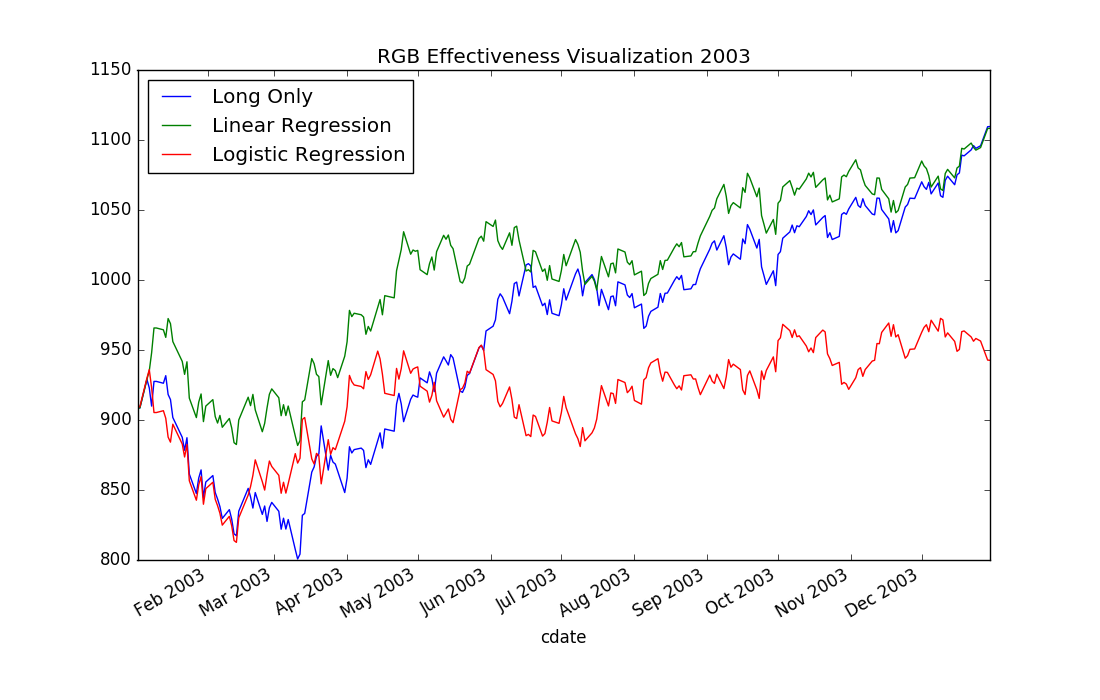 RGB Effectiveness Visualization 2003
1150
1100
1050
1000
950
900
850
800
Long Only
Linear Regression
Logistic Regression
Feb 2003
Mar 2003
Apr 2003
May 2003
Jun 2003
Jul 2003
Aug 2003
Sep 2003
Oct 2003
Nov 2003
Dec 2003
cdate